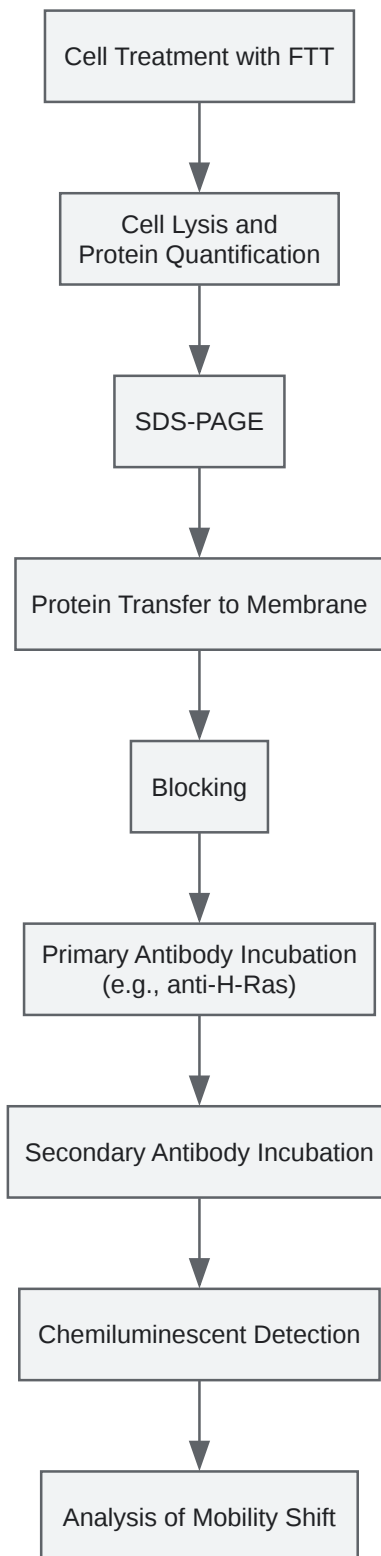 Cell Treatment with FTT
Cell Lysis and
Protein Quantification
SDS-PAGE
Protein Transfer to Membrane
Blocking
Primary Antibody Incubation
(e.g., anti-H-Ras)
Secondary Antibody Incubation
Chemiluminescent Detection
Analysis of Mobility Shift